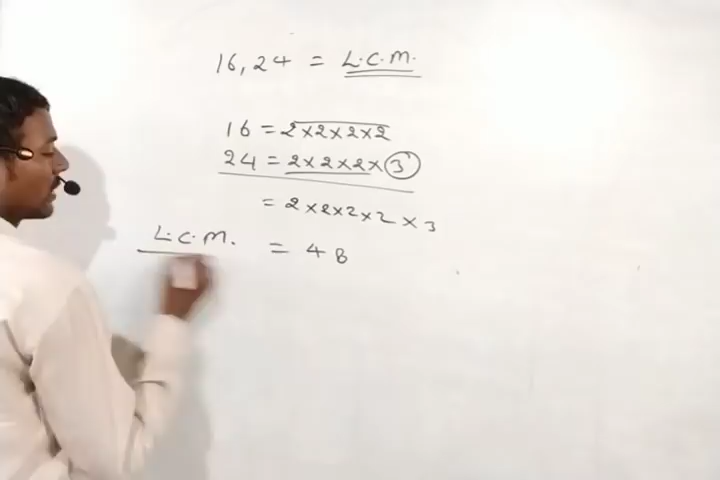 16, 24 = L.C.M.
16 = 2×2×2×2
24 = 2×2×2×3
= 2×2×2×2×3
L.C.M. = 48